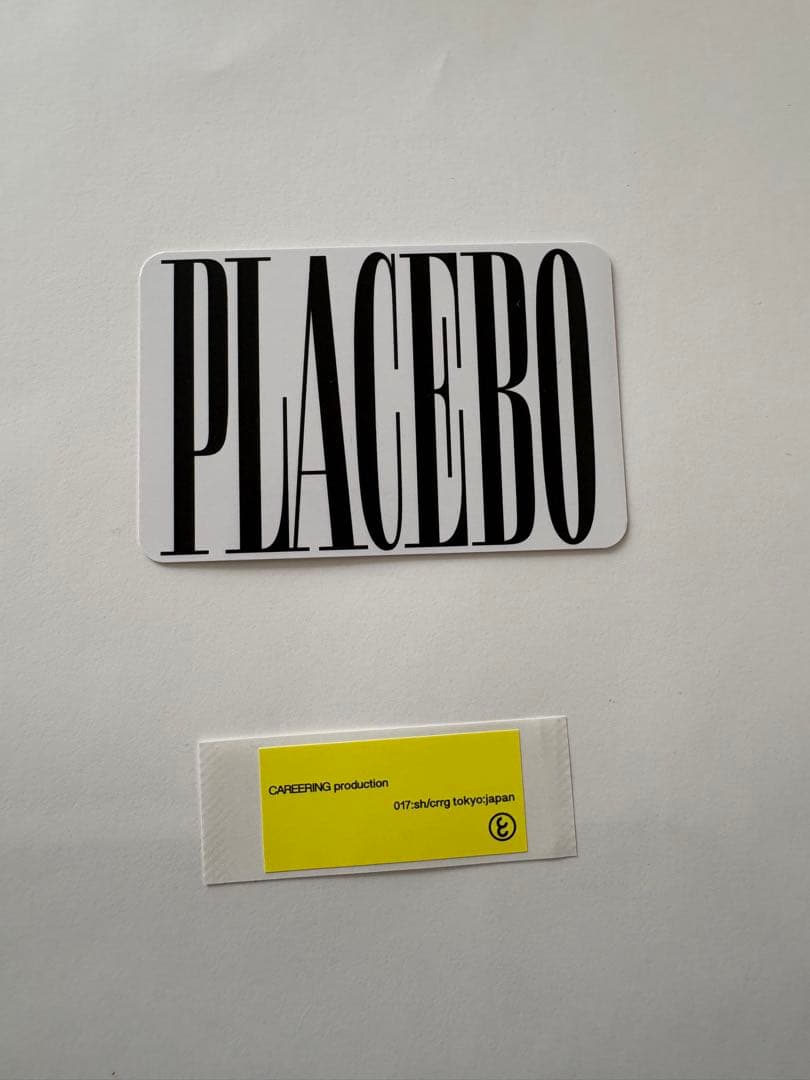 PLACEBO
CAREERING production
017:sh/crrg tokyo:japan